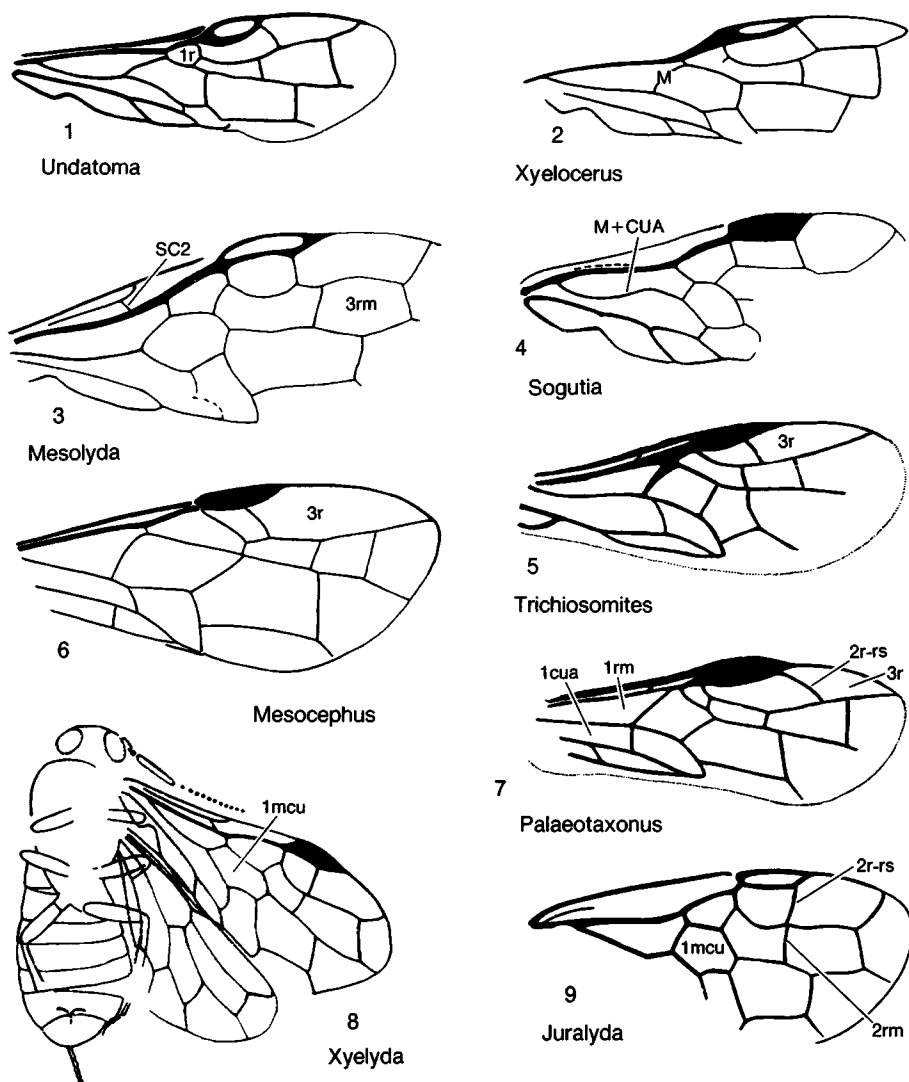 1r
1
Undatoma
M
2
Xyelocerus
SC2
3rm
3
Mesolyda
M+CUA
4
Sogutia
3r
5
Trichiosomites
3r
6
Mesocephus
1cua
1rm
2r-rs
3r
7
Palaeotaxonus
1mcu
8
Xyelyda
2r-rs
1mcu
9
2rm
Juralyda